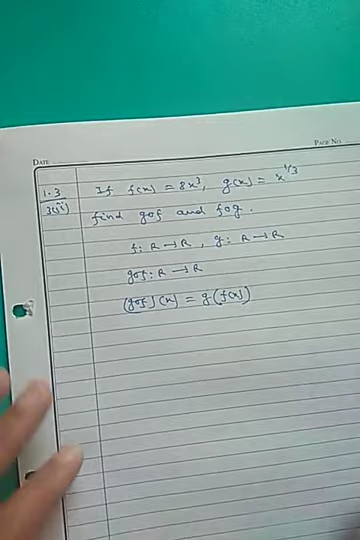 DATE
PAGE NO.
1.3
3(ii)
If f(x) = 8x³, g(x) = x^1/3
find gof and fog.
f: R → R, g: R → R
gof: R → R
(gof)(x) = g(f(x))